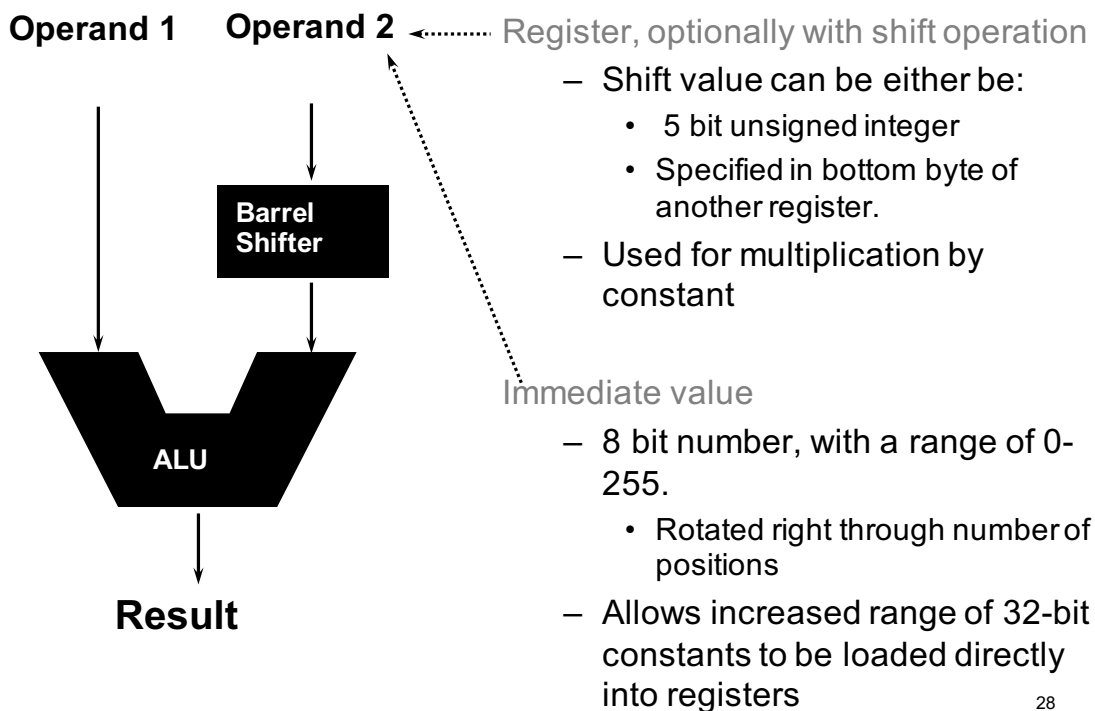 Operand 1
Operand 2
Barrel
Shifter
ALU
Result
Register, optionally with shift operation
– Shift value can be either be:
• 5 bit unsigned integer
• Specified in bottom byte of
another register.
– Used for multiplication by
constant
Immediate value
– 8 bit number, with a range of 0-
255.
• Rotated right through number of
positions
– Allows increased range of 32-bit
constants to be loaded directly
into registers
28